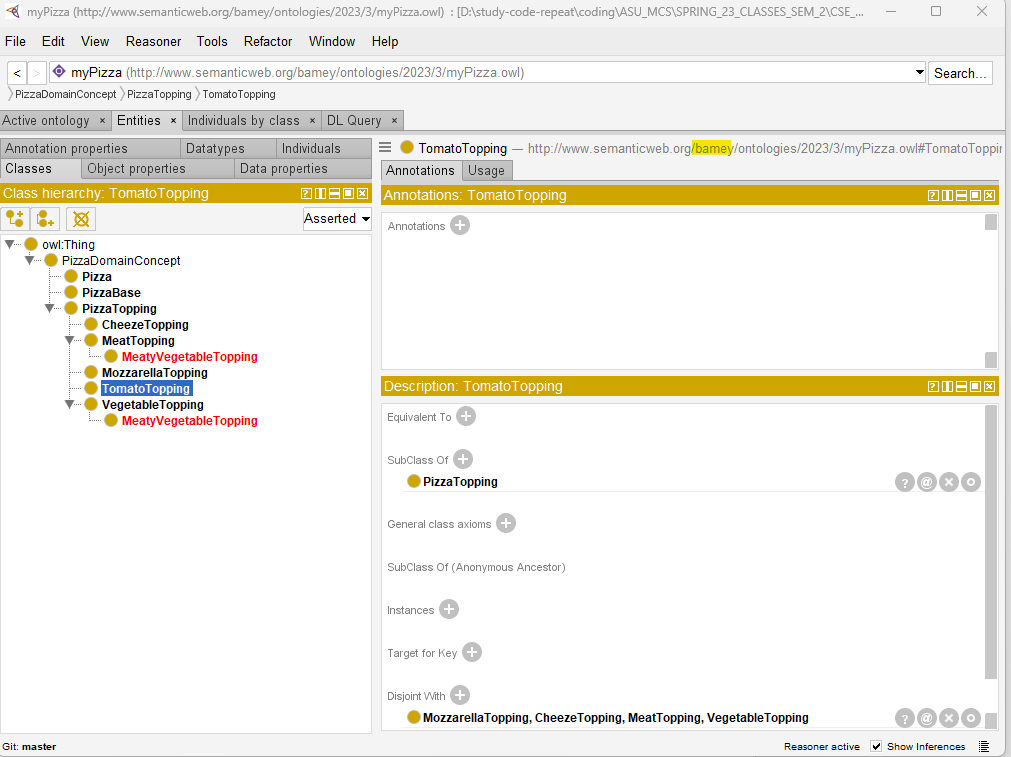 myPizza (http://www.semanticweb.org/bamey/ontologies/2023/3/myPizza.owl) : [D:\study-code-repeat\coding\ASU_MCS\SPRING_23_CLASSES_SEM_2\CSE_...
File Edit View Reasoner Tools Refactor Window Help
< > myPizza (http://www.semanticweb.org/bamey/ontologies/2023/3/myPizza.owl) Search...
PizzaDomainConcept PizzaTopping TomatoTopping
Active ontology × Entities × Individuals by class × DL Query ×
Annotation properties Datatypes Individuals
Classes Object properties Data properties
Class hierarchy: TomatoTopping
Asserted
owl:Thing
PizzaDomainConcept
Pizza
PizzaBase
PizzaTopping
CheezeTopping
MeatTopping
MeatyVegetableTopping
MozzarellaTopping
TomatoTopping
VegetableTopping
MeatyVegetableTopping
TomatoTopping — http://www.semanticweb.org/bamey/ontologies/2023/3/myPizza.owl#TomatoToppin
Annotations Usage
Annotations: TomatoTopping
Annotations
Description: TomatoTopping
Equivalent To
SubClass Of
PizzaTopping
General class axioms
SubClass Of (Anonymous Ancestor)
Instances
Target for Key
Disjoint With
MozzarellaTopping, CheezeTopping, MeatTopping, VegetableTopping
Git: master
Reasoner active Show Inferences